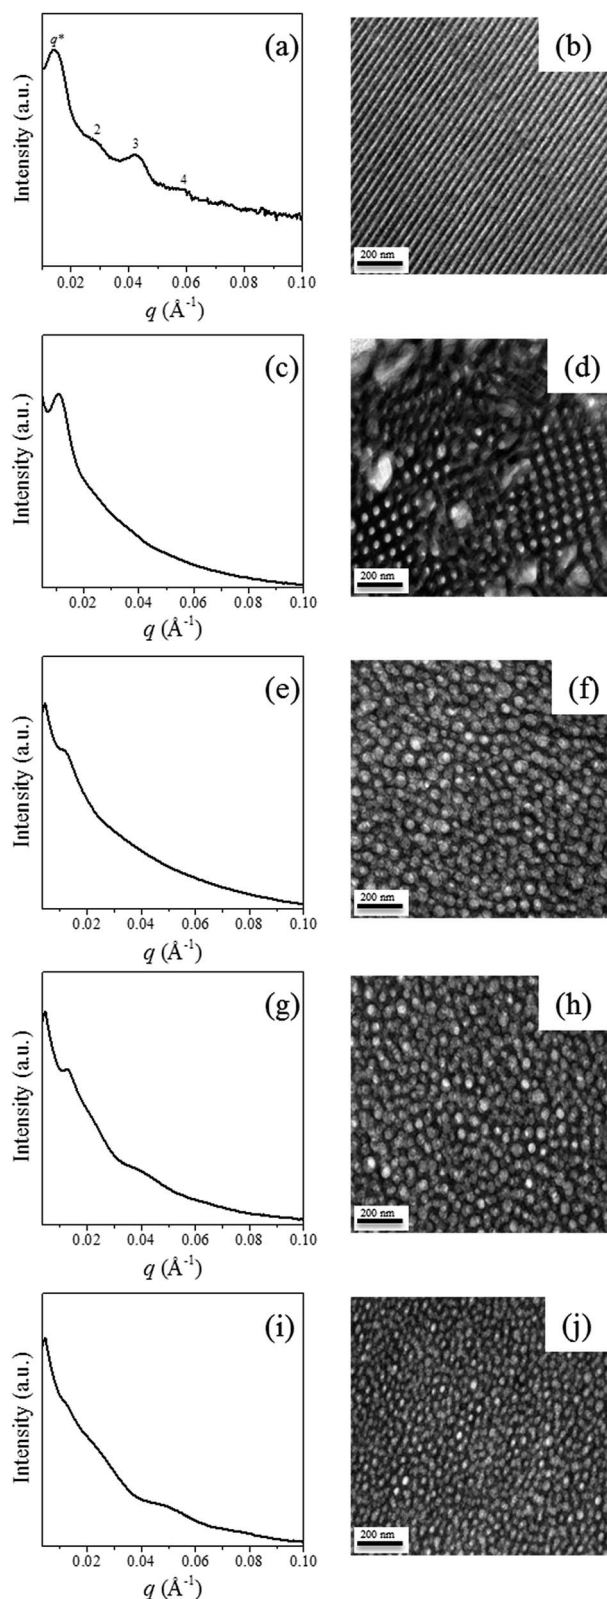 Intensity (a.u.)
q*
2
3
4
(a)
0.02 0.04 0.06 0.08 0.10
q (Å⁻¹)
(b)
200 nm
Intensity (a.u.)
(c)
0.02 0.04 0.06 0.08 0.10
q (Å⁻¹)
(d)
200 nm
Intensity (a.u.)
(e)
0.02 0.04 0.06 0.08 0.10
q (Å⁻¹)
(f)
200 nm
Intensity (a.u.)
(g)
0.02 0.04 0.06 0.08 0.10
q (Å⁻¹)
(h)
200 nm
Intensity (a.u.)
(i)
0.02 0.04 0.06 0.08 0.10
q (Å⁻¹)
(j)
200 nm